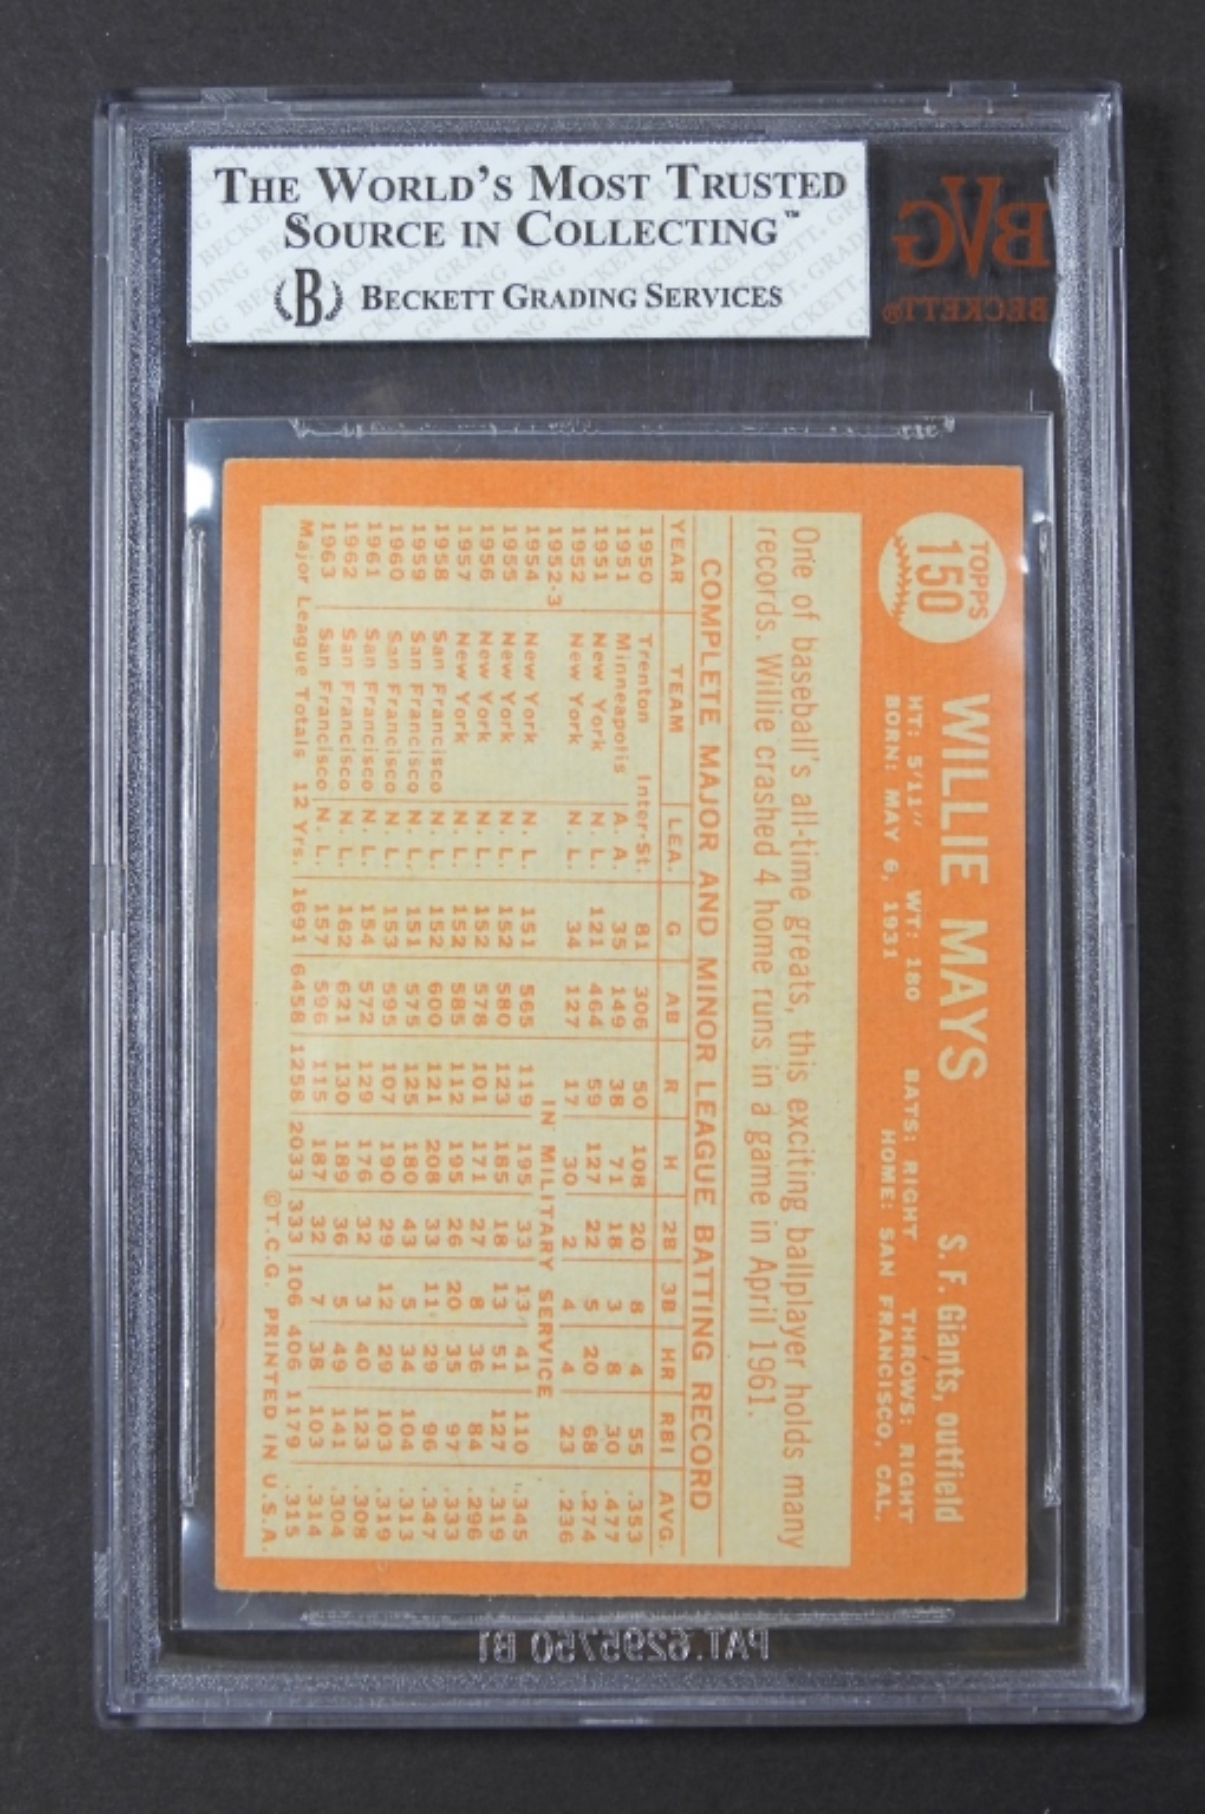 THE WORLD'S MOST TRUSTED
SOURCE IN COLLECTING™
B BECKETT GRADING SERVICES
BVG
BECKETT®
TOPPS
150
WILLIE MAYS
S. F. Giants, outfield
HT: 5'11" WT: 180 BATS: RIGHT THROWS: RIGHT
BORN: MAY 6, 1931 HOME: SAN FRANCISCO, CAL.
One of baseball's all-time greats, this exciting ballplayer holds many
records. Willie crashed 4 home runs in a game in April 1961.
COMPLETE MAJOR AND MINOR LEAGUE BATTING RECORD
YEAR TEAM LEA. G AB R H 2B 3B HR RBI AVG.
1950 Trenton Inter-St. 81 306 50 108 20 8 4 55 .353
1951 Minneapolis A. A. 35 149 38 71 18 3 8 30 .477
1951 New York N. L. 121 464 59 127 22 5 20 68 .274
1952 New York N. L. 34 127 17 30 2 4 4 23 .236
1952-3 IN MILITARY SERVICE
1954 New York N. L. 151 565 119 195 33 13 41 110 .345
1955 New York N. L. 152 580 123 185 18 13 51 127 .319
1956 New York N. L. 152 578 101 171 27 8 36 84 .296
1957 New York N. L. 152 585 112 195 26 20 35 97 .333
1958 San Francisco N. L. 152 600 121 208 33 11 29 96 .347
1959 San Francisco N. L. 151 575 125 180 43 5 34 104 .313
1960 San Francisco N. L. 153 595 107 190 29 12 29 103 .319
1961 San Francisco N. L. 154 572 129 176 32 3 40 123 .308
1962 San Francisco N. L. 162 621 130 189 36 5 49 141 .304
1963 San Francisco N. L. 157 596 115 187 32 7 38 103 .314
Major League Totals 12 Yrs. 1691 6458 1258 2033 333 106 406 1179 .315
©T.C.G. PRINTED IN U.S.A.
PAT. 6295750 B1